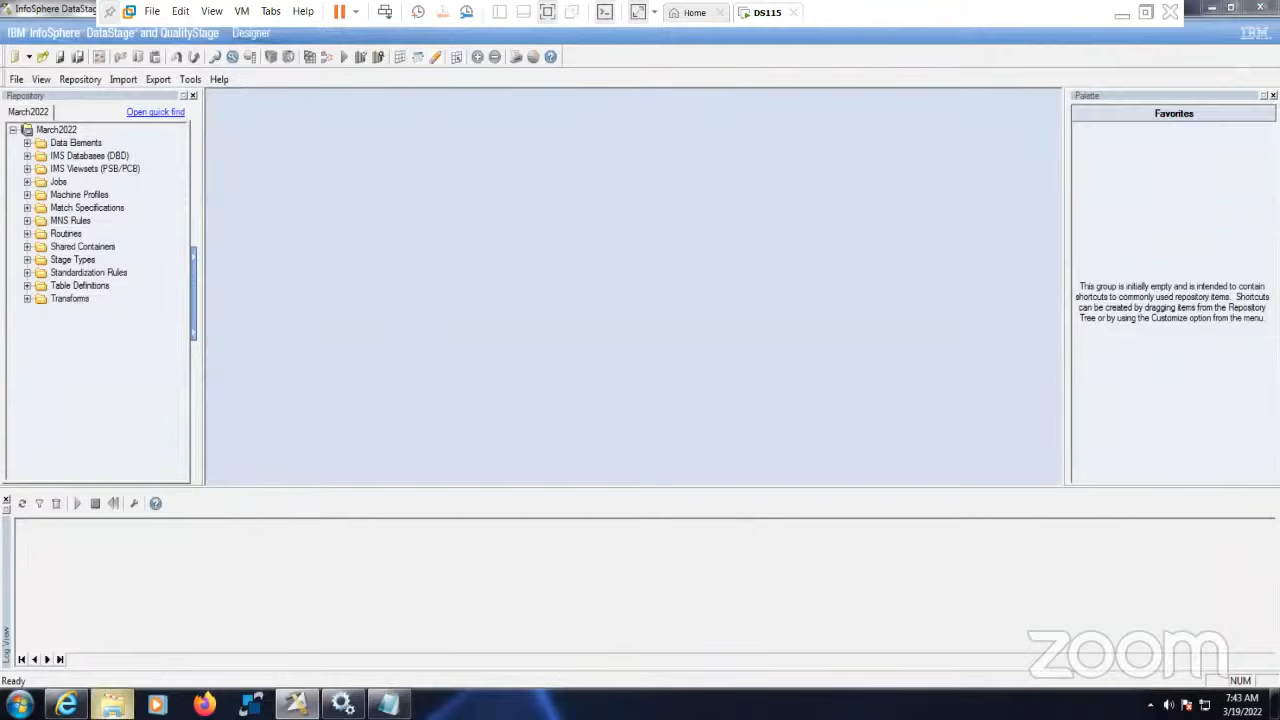 InfoSphere DataStag
File Edit View VM Tabs Help
Home
DS115
IBM InfoSphere DataStage and QualityStage Designer
IBM
File View Repository Import Export Tools Help
Repository
March2022
Open quick find
March2022
Data Elements
IMS Databases (DBD)
IMS Viewsets (PSB/PCB)
Jobs
Machine Profiles
Match Specifications
MNS Rules
Routines
Shared Containers
Stage Types
Standardization Rules
Table Definitions
Transforms
Palette
Favorites
This group is initially empty and is intended to contain
shortcuts to commonly used repository items. Shortcuts
can be created by dragging items from the Repository
Tree or by using the Customize option from the menu.
Log View
zoom
Ready
NUM
7:43 AM
3/19/2022